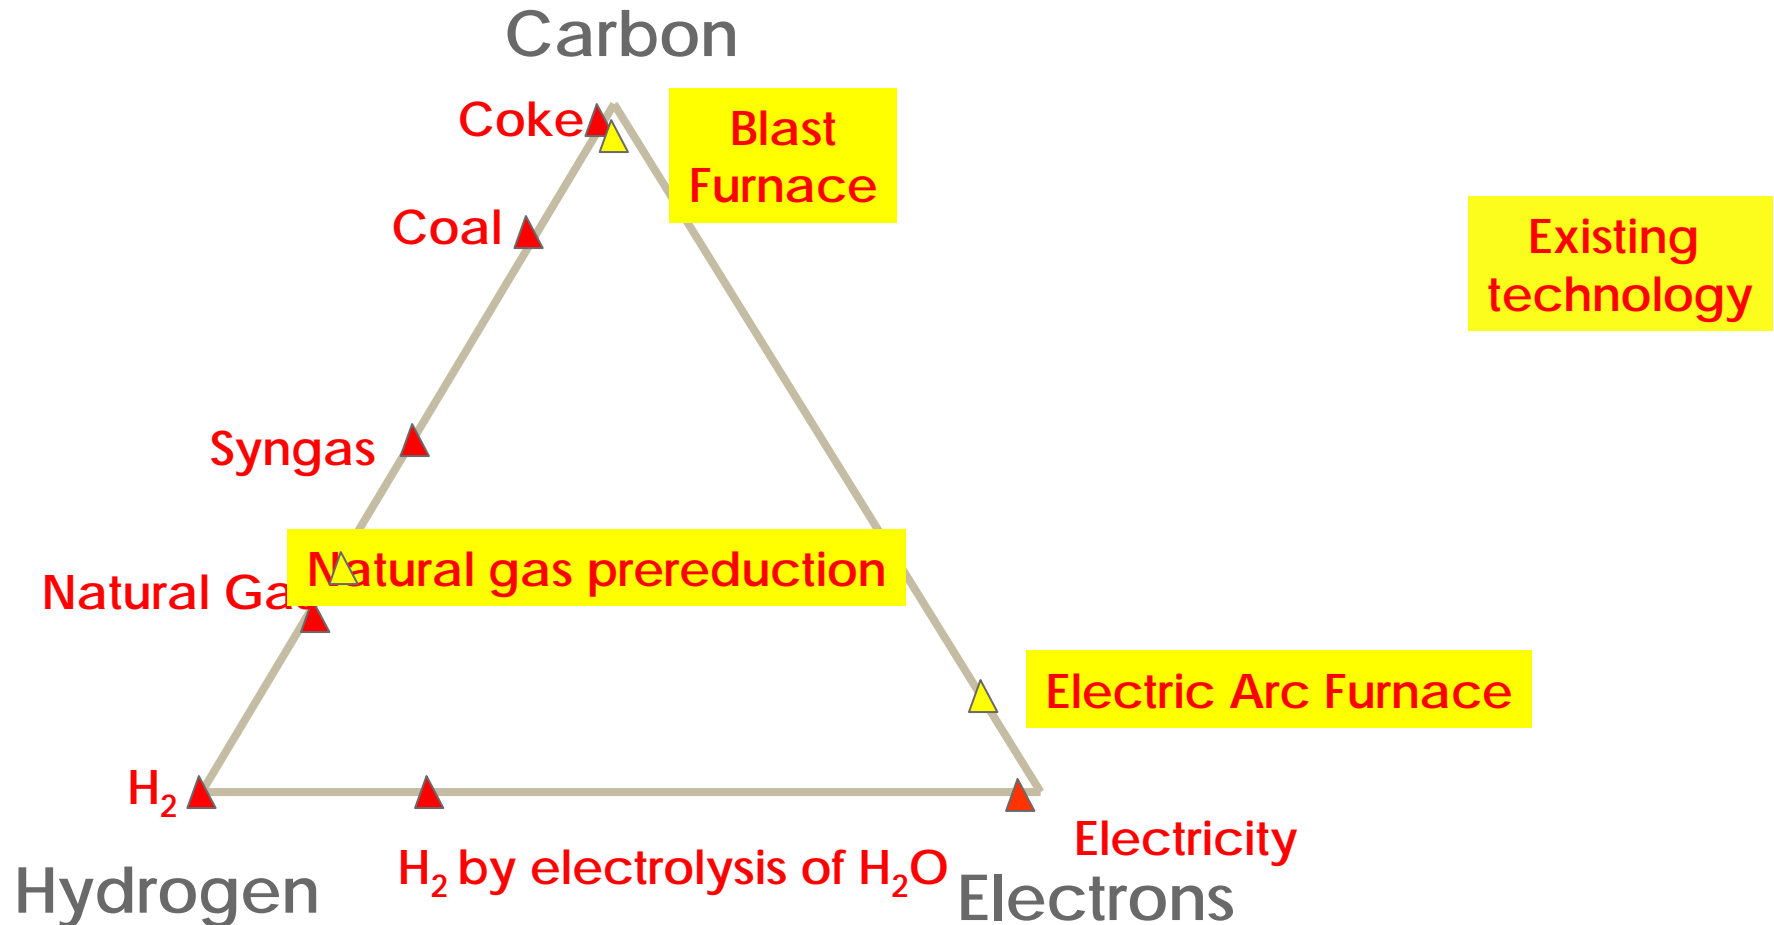 Carbon
Coke
Blast
Furnace
Coal
Existing
technology
Syngas
Natural gas prereduction
Natural Gas
Electric Arc Furnace
H₂
Electricity
H₂ by electrolysis of H₂O
Hydrogen
Electrons